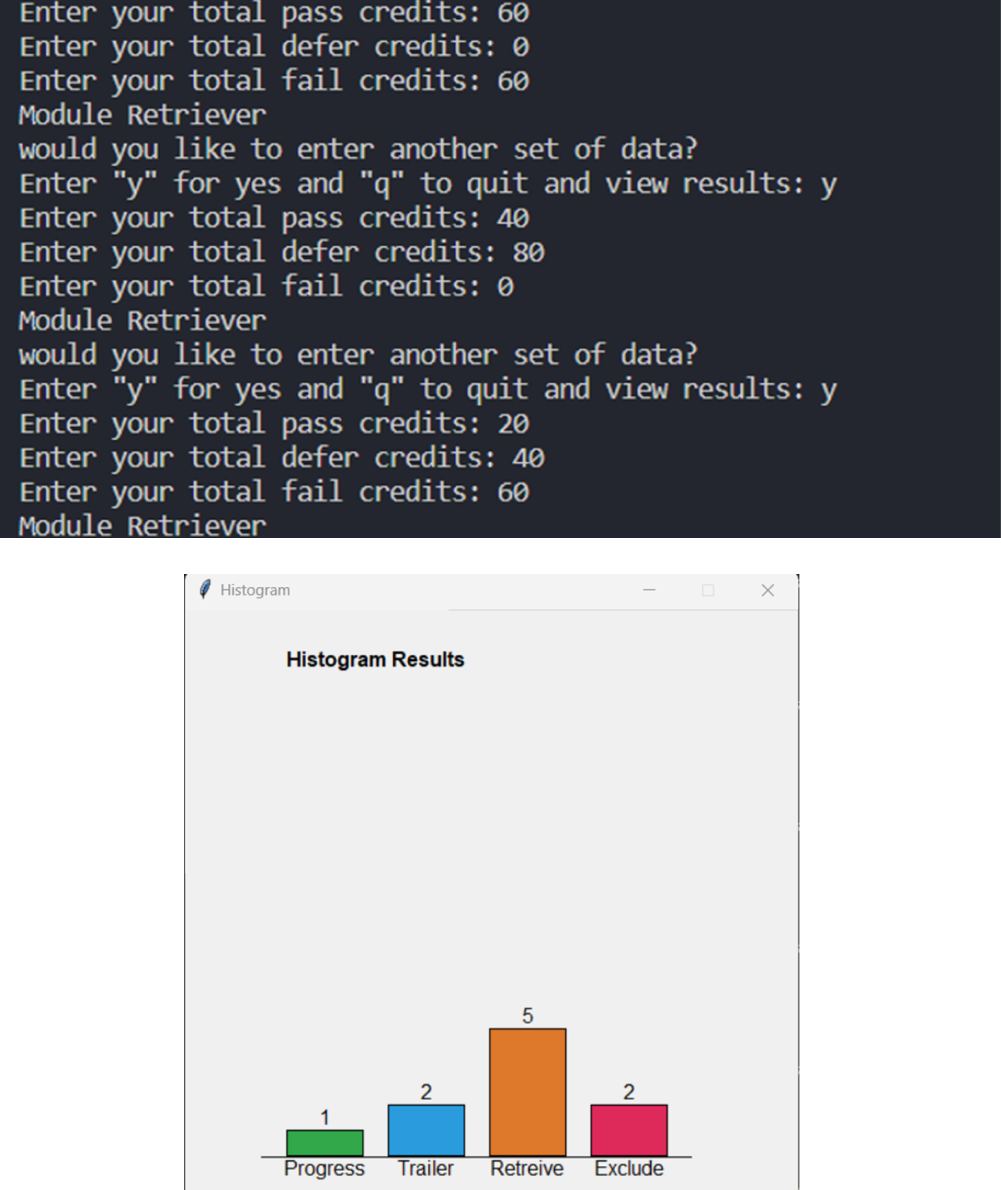 Enter your total pass credits: 60
Enter your total defer credits: 0
Enter your total fail credits: 60
Module Retriever
would you like to enter another set of data?
Enter "y" for yes and "q" to quit and view results: y
Enter your total pass credits: 40
Enter your total defer credits: 80
Enter your total fail credits: 0
Module Retriever
would you like to enter another set of data?
Enter "y" for yes and "q" to quit and view results: y
Enter your total pass credits: 20
Enter your total defer credits: 40
Enter your total fail credits: 60
Module Retriever
Histogram
Histogram Results
1 2 5 2
Progress Trailer Retreive Exclude